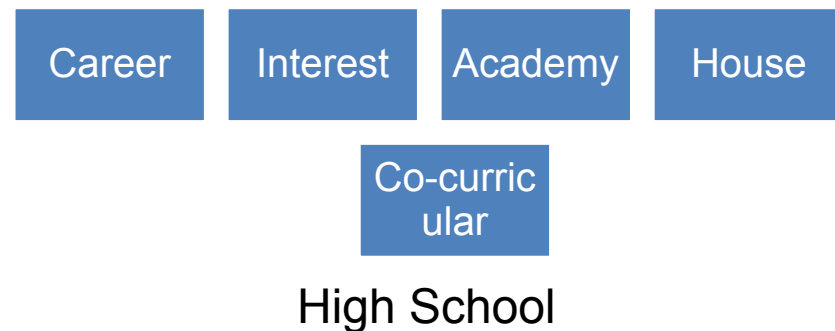 Career
Interest
Academy
House
Co-curric
ular
High School